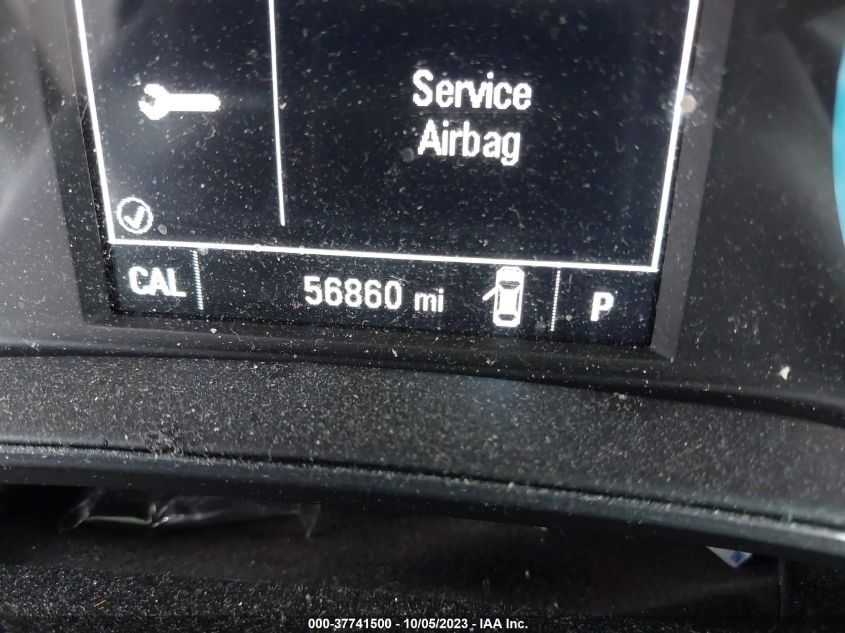 Service
Airbag
CAL 56860 mi P
000-37741500 - 10/05/2023 - IAA Inc.